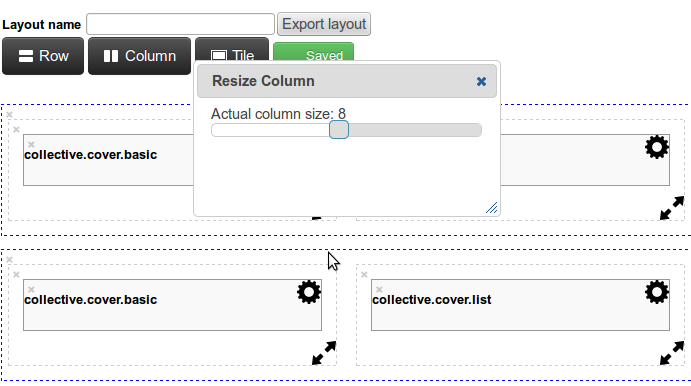 Layout name Export layout
Row Column Tile Saved
Resize Column
Actual column size: 8
collective.cover.basic
collective.cover.basic collective.cover.list